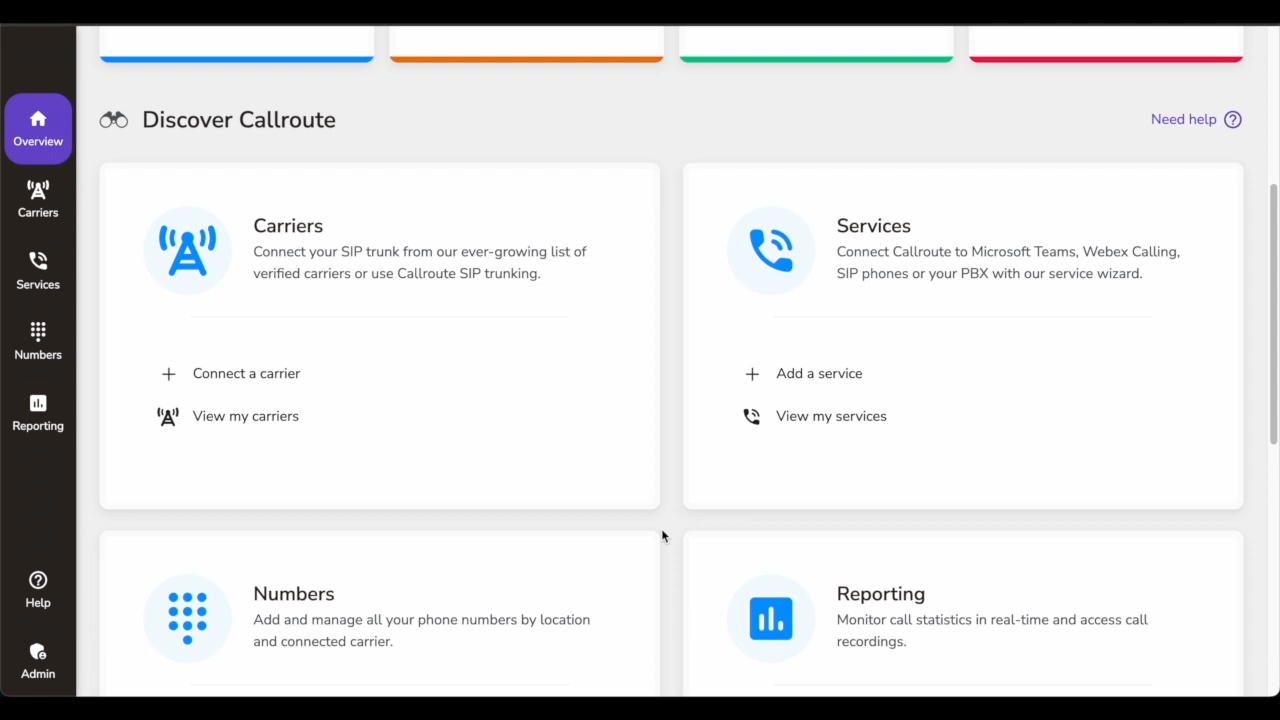 Overview
Carriers
Services
Numbers
Reporting
Help
Admin
Discover Callroute
Need help
Carriers
Connect your SIP trunk from our ever-growing list of
verified carriers or use Callroute SIP trunking.
Connect a carrier
View my carriers
Services
Connect Callroute to Microsoft Teams, Webex Calling,
SIP phones or your PBX with our service wizard.
Add a service
View my services
Numbers
Add and manage all your phone numbers by location
and connected carrier.
Reporting
Monitor call statistics in real-time and access call
recordings.